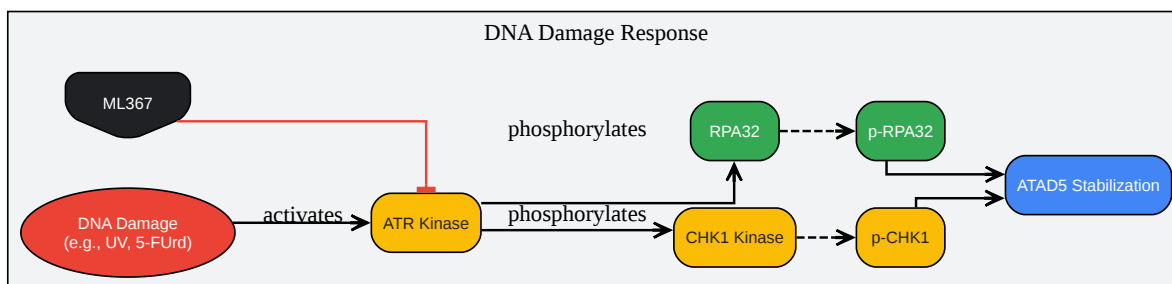 DNA Damage Response
ML367
phosphorylates
RPA32
p-RPA32
ATAD5 Stabilization
DNA Damage
(e.g., UV, 5-FUrd)
activates
ATR Kinase
phosphorylates
CHK1 Kinase
p-CHK1